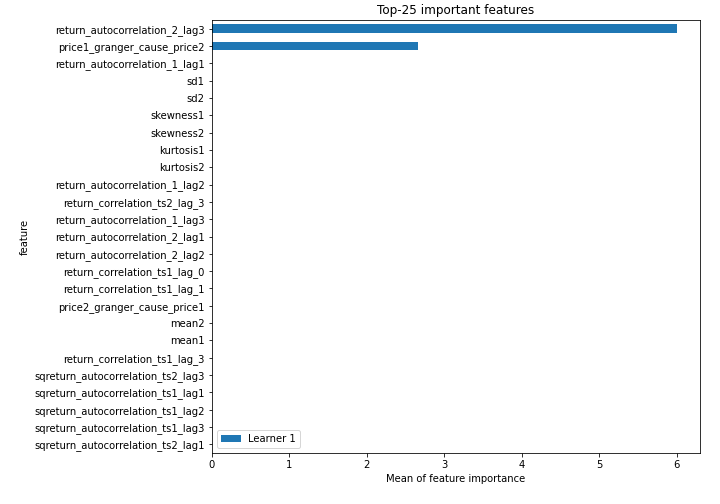 Top-25 important features
return_autocorrelation_2_lag3
price1_granger_cause_price2
return_autocorrelation_1_lag1
sd1
sd2
skewness1
skewness2
kurtosis1
kurtosis2
return_autocorrelation_1_lag2
return_correlation_ts2_lag_3
return_autocorrelation_1_lag3
return_autocorrelation_2_lag1
return_autocorrelation_2_lag2
return_correlation_ts1_lag_0
return_correlation_ts1_lag_1
price2_granger_cause_price1
mean2
mean1
return_correlation_ts1_lag_3
sqreturn_autocorrelation_ts2_lag3
sqreturn_autocorrelation_ts1_lag1
sqreturn_autocorrelation_ts1_lag2
sqreturn_autocorrelation_ts1_lag3
sqreturn_autocorrelation_ts2_lag1
feature
Learner 1
0 1 2 3 4 5 6
Mean of feature importance